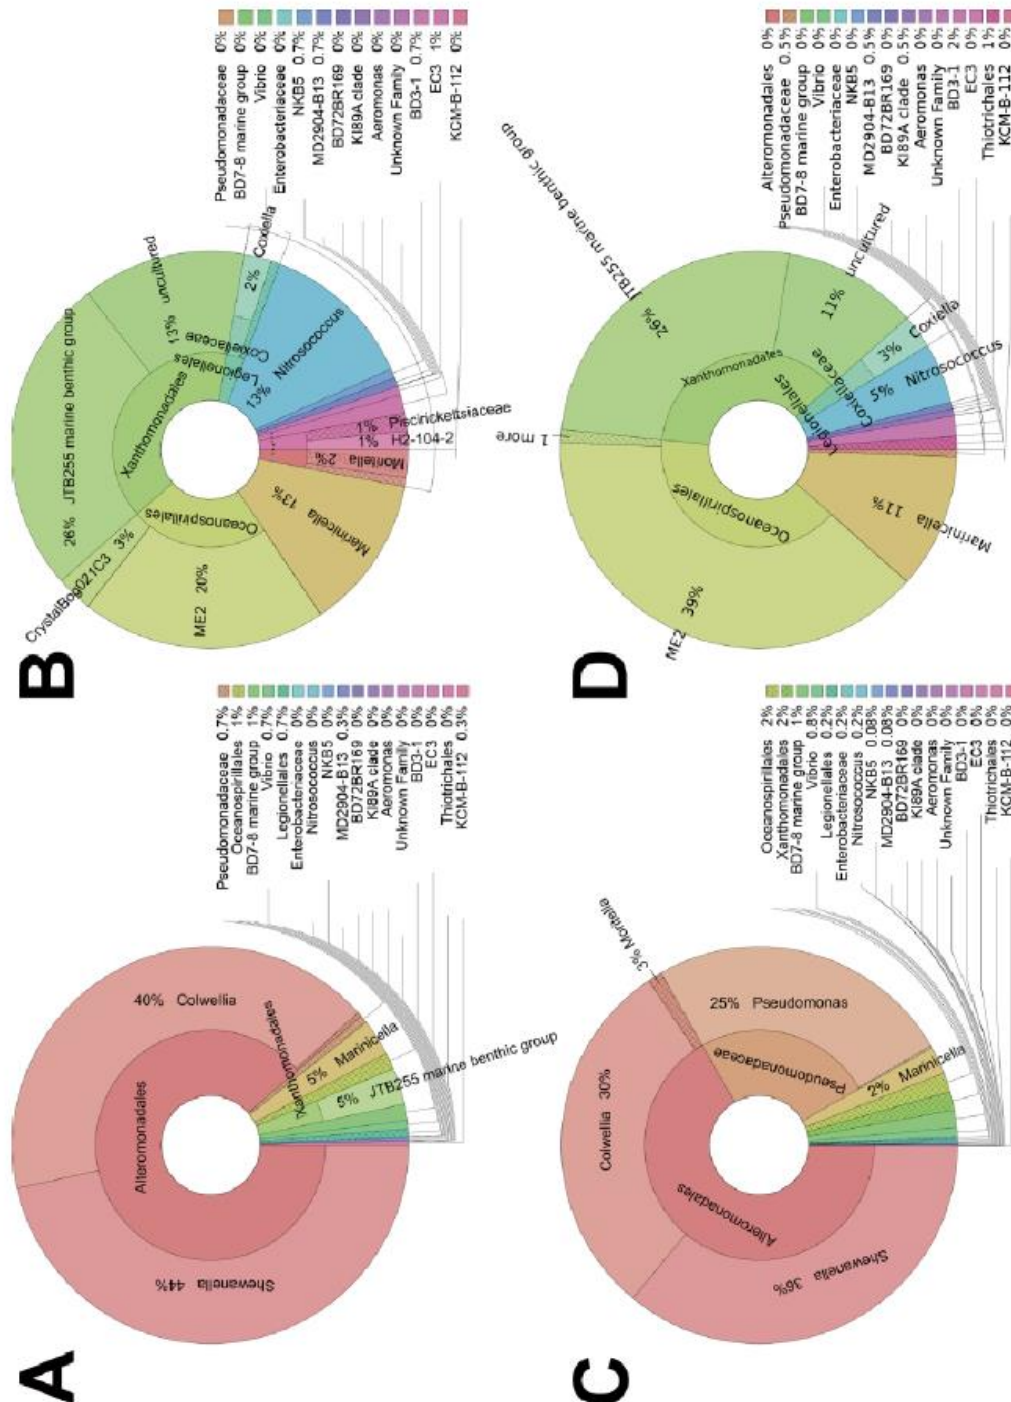 A
44% Shewanella
40% Colwellia
Alteromonadales
Xanthomonadales
5% Marinicella
5% JTB255 marine benthic group
Pseudomonadaceae 0.7%
Oceanospirillales 1%
BD7-8 marine group 1%
Vibrio 0.7%
Legionellales 0.7%
Enterobacteriaceae 0%
Nitrosococcus 0%
NKB5 0%
MD2904-B13 0.3%
BD72BR169 0%
KI89A clade 0%
Aeromonas 0%
Unknown Family 0%
BD3-1 0%
EC3 0%
Thiotrichales 0%
KCM-B-112 0.3%
B
CrystalBog021C3 3%
26% JTB255 marine benthic group
13% uncultured
Xanthomonadales
Legionellales
Coxiellaceae
2% Coxiella
13% Nitrosococcus
1% Piscirickettsiaceae
1% H2-104-2
2% Moritella
13% Marinicella
Oceanospirillales
ME2 20%
Pseudomonadaceae 0%
BD7-8 marine group 0%
Vibrio 0%
Enterobacteriaceae 0%
NKB5 0.7%
MD2904-B13 0.7%
BD72BR169 0%
KI89A clade 0%
Aeromonas 0%
Unknown Family 0%
BD3-1 0.7%
EC3 1%
KCM-B-112 0%
C
Colwellia 30%
3% Moritella
25% Pseudomonas
Pseudomonadaceae
Alteromonadales
36% Shewanella
2% Marinicella
Oceanospirillales 2%
Xanthomonadales 2%
BD7-8 marine group 1%
Vibrio 0.8%
Legionellales 0.2%
Enterobacteriaceae 0.2%
Nitrosococcus 0.2%
NKB5 0.08%
MD2904-B13 0.08%
BD72BR169 0%
KI89A clade 0%
Aeromonas 0%
Unknown Family 0%
BD3-1 0%
EC3 0%
Thiotrichales 0%
KCM-B-112 0%
D
ME2 39%
1 more
26% JTB255 marine benthic group
11% uncultured
Xanthomonadales
Oceanospirillales
Legionellales
Coxiellaceae
3% Coxiella
5% Nitrosococcus
11% Marinicella
Alteromonadales 0%
Pseudomonadaceae 0.5%
BD7-8 marine group 0%
Vibrio 0%
Enterobacteriaceae 0%
NKB5 0%
MD2904-B13 0.5%
BD72BR169 0%
KI89A clade 0.5%
Aeromonas 0%
Unknown Family 0%
BD3-1 2%
EC3 0%
Thiotrichales 1%
KCM-B-112 0%